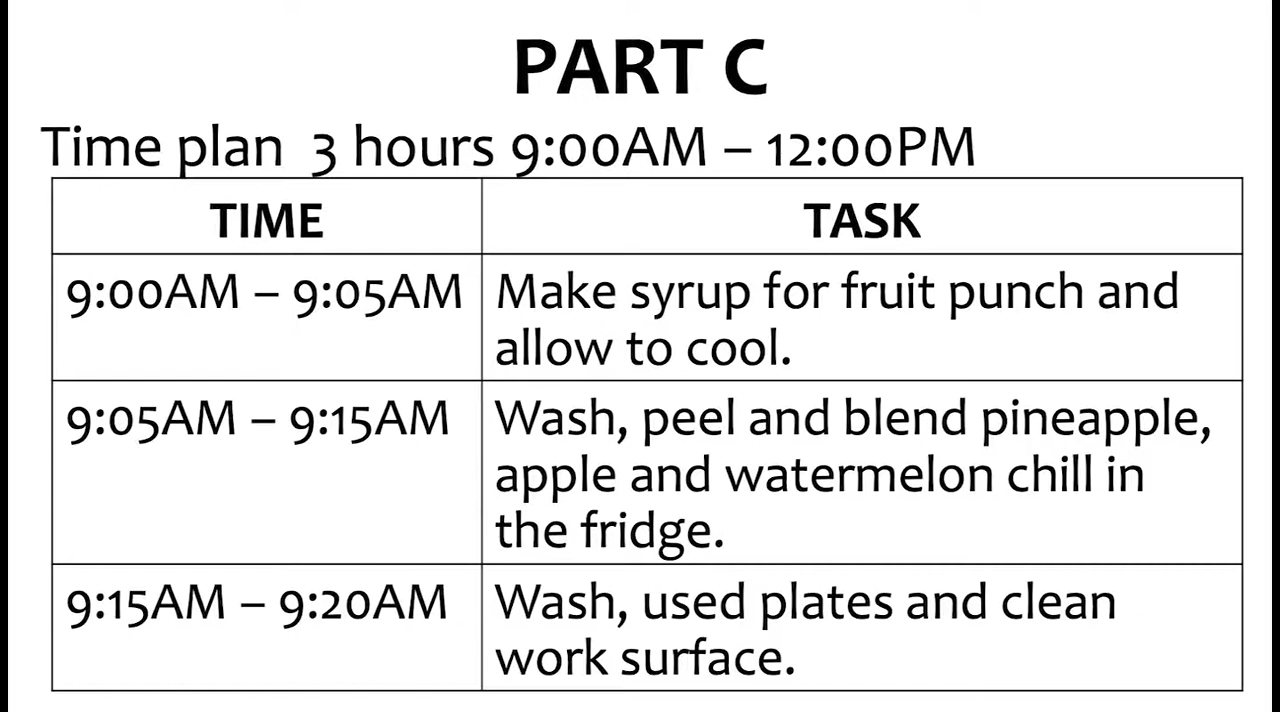 PART C
Time plan 3 hours 9:00AM – 12:00PM
TIME TASK
9:00AM – 9:05AM Make syrup for fruit punch and
allow to cool.
9:05AM – 9:15AM Wash, peel and blend pineapple,
apple and watermelon chill in
the fridge.
9:15AM – 9:20AM Wash, used plates and clean
work surface.